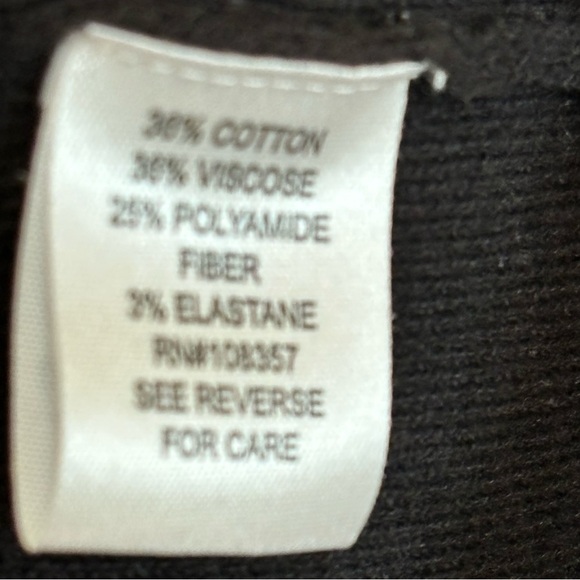 36% COTTON
36% VISCOSE
25% POLYAMIDE
FIBER
3% ELASTANE
RN#108357
SEE REVERSE
FOR CARE